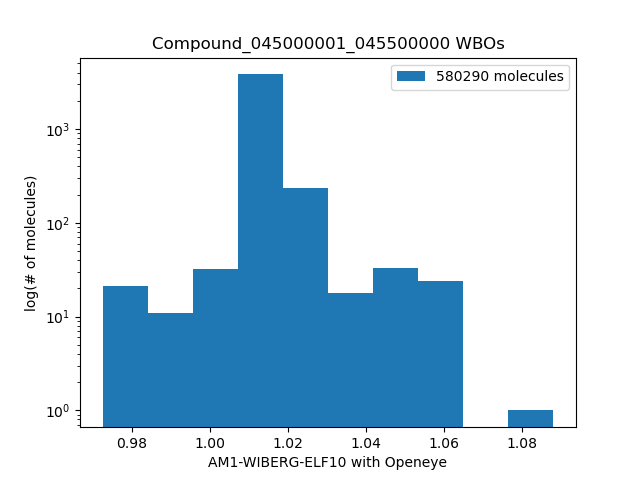 Compound_045000001_045500000 WBOs
580290 molecules
log(# of molecules)
10³
10²
10¹
10⁰
0.98 1.00 1.02 1.04 1.06 1.08
AM1-WIBERG-ELF10 with Openeye